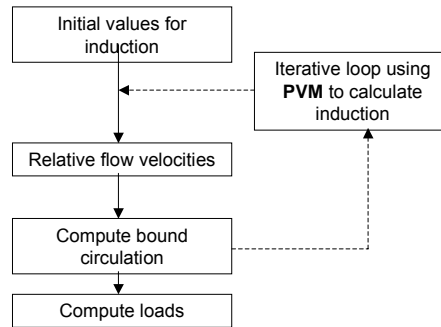 Initial values for
induction
Iterative loop using
PVM to calculate
induction
Relative flow velocities
Compute bound
circulation
Compute loads